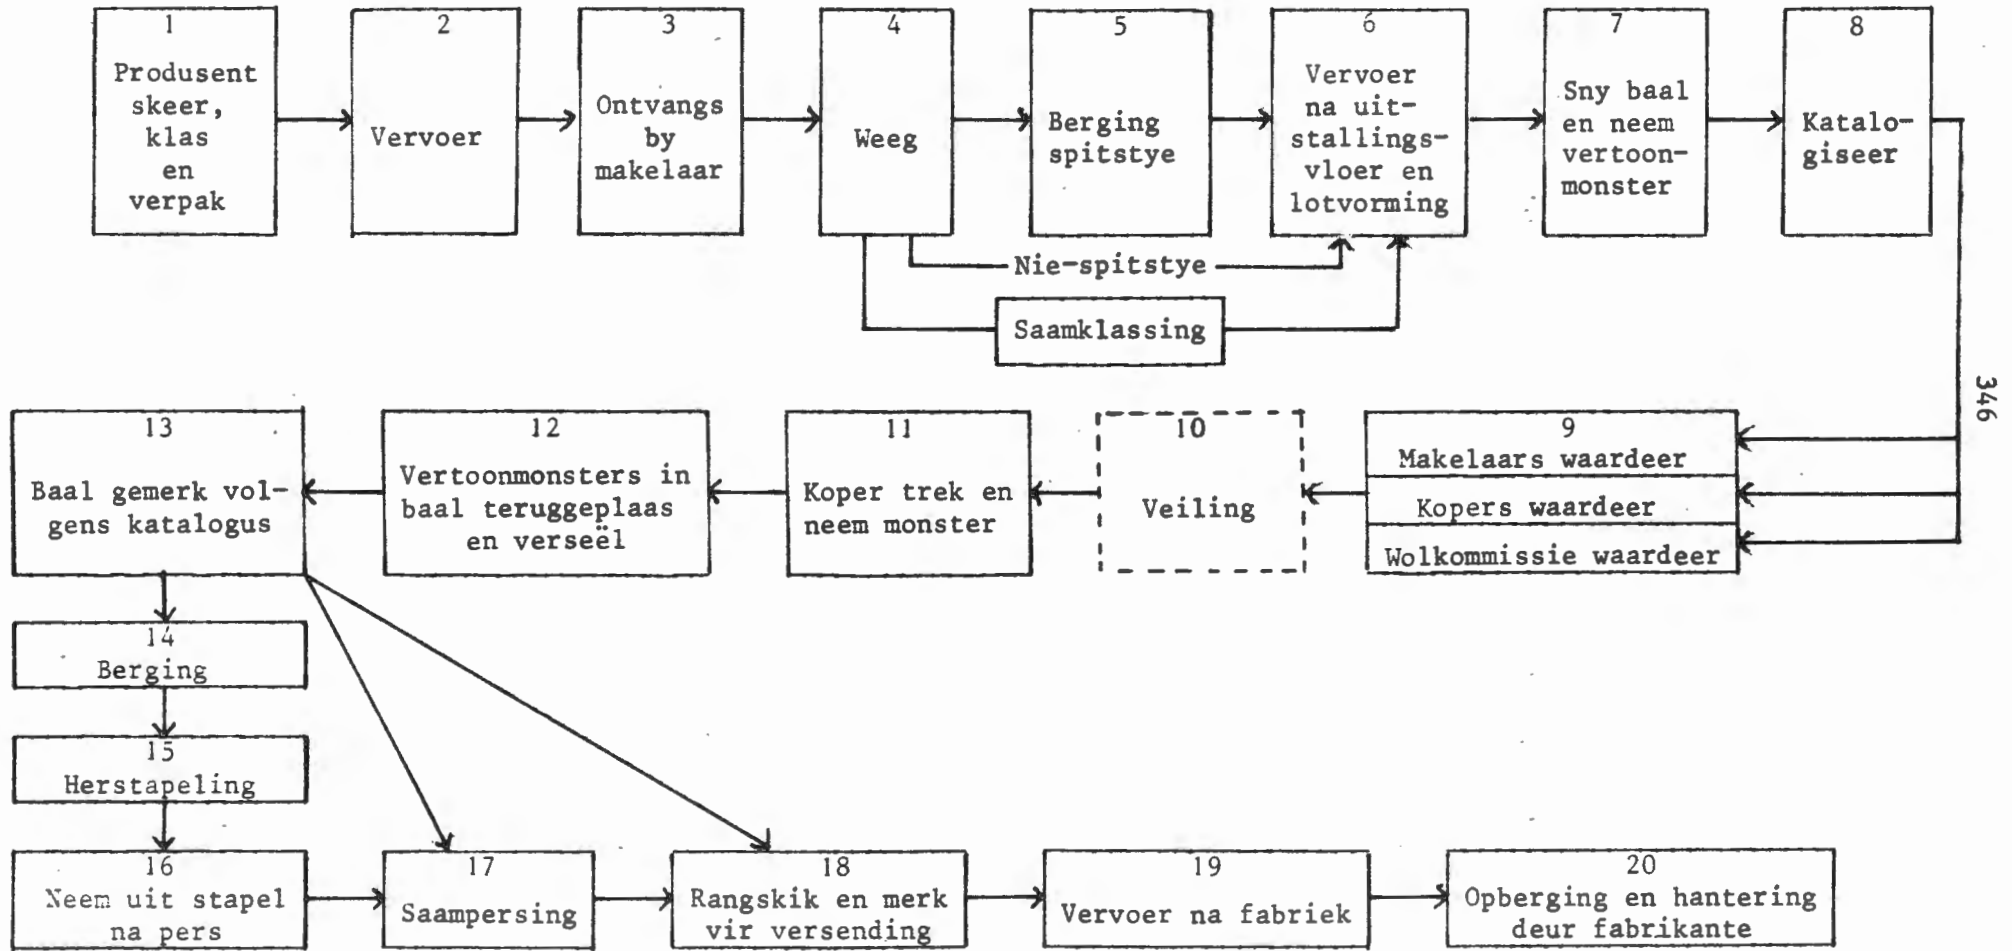 1
Produsent
skeer,
klas
en
verpak
2
Vervoer
3
Ontvangs
by
makelaar
4
Weeg
5
Berging
spitstye
6
Vervoer
na uit-
stallings-
vloer en
lotvorming
7
Sny baal
en neem
vertoon-
monster
8
Katalo-
giseer
Nie-spitstye
Saamklassing
346
9
Makelaars waardeer
Kopers waardeer
Wolkommissie waardeer
10
Veiling
11
Koper trek en
neem monster
12
Vertoonmonsters in
baal teruggeplaas
en verseël
13
Baal gemerk vol-
gens katalogus
14
Berging
15
Herstapeling
16
Neem uit stapel
na pers
17
Saampersing
18
Rangskik en merk
vir versending
19
Vervoer na fabriek
20
Opberging en hantering
deur fabrikante